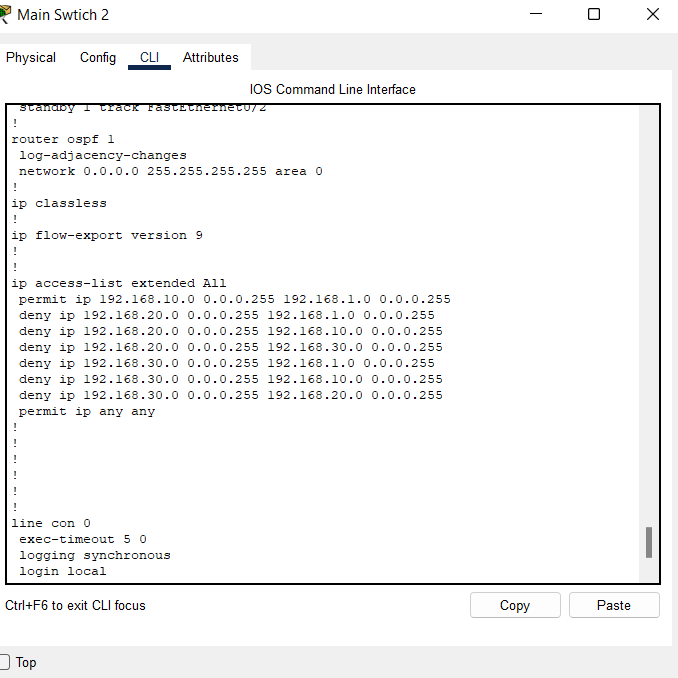 Main Swtich 2
Physical Config CLI Attributes
IOS Command Line Interface
standby 1 track FastEthernet0/2
!
router ospf 1
log-adjacency-changes
network 0.0.0.0 255.255.255.255 area 0
!
ip classless
!
ip flow-export version 9
!
!
ip access-list extended All
permit ip 192.168.10.0 0.0.0.255 192.168.1.0 0.0.0.255
deny ip 192.168.20.0 0.0.0.255 192.168.1.0 0.0.0.255
deny ip 192.168.20.0 0.0.0.255 192.168.10.0 0.0.0.255
deny ip 192.168.20.0 0.0.0.255 192.168.30.0 0.0.0.255
deny ip 192.168.30.0 0.0.0.255 192.168.1.0 0.0.0.255
deny ip 192.168.30.0 0.0.0.255 192.168.10.0 0.0.0.255
deny ip 192.168.30.0 0.0.0.255 192.168.20.0 0.0.0.255
permit ip any any
!
!
!
!
!
!
line con 0
exec-timeout 5 0
logging synchronous
login local
Ctrl+F6 to exit CLI focus
Copy Paste
Top